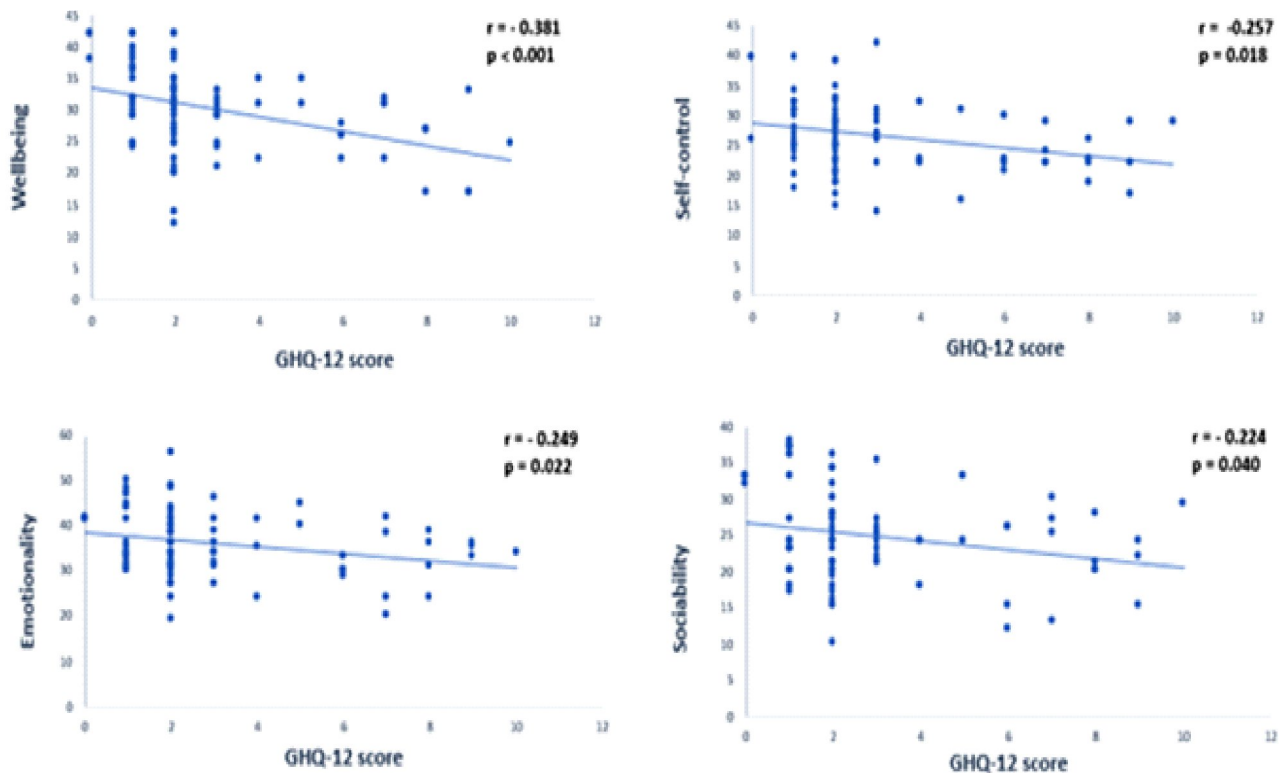 r = - 0.381
p < 0.001
45
40
35
30
25
20
15
10
5
0
Wellbeing
0 2 4 6 8 10 12
GHQ-12 score
r = -0.257
p = 0.018
45
40
35
30
25
20
15
10
5
0
Self-control
0 2 4 6 8 10 12
GHQ-12 score
r = - 0.249
p = 0.022
60
50
40
30
20
10
0
Emotionality
0 2 4 6 8 10 12
GHQ-12 score
r = - 0.224
p = 0.040
40
35
30
25
20
15
10
5
0
Sociability
0 2 4 6 8 10 12
GHQ-12 score